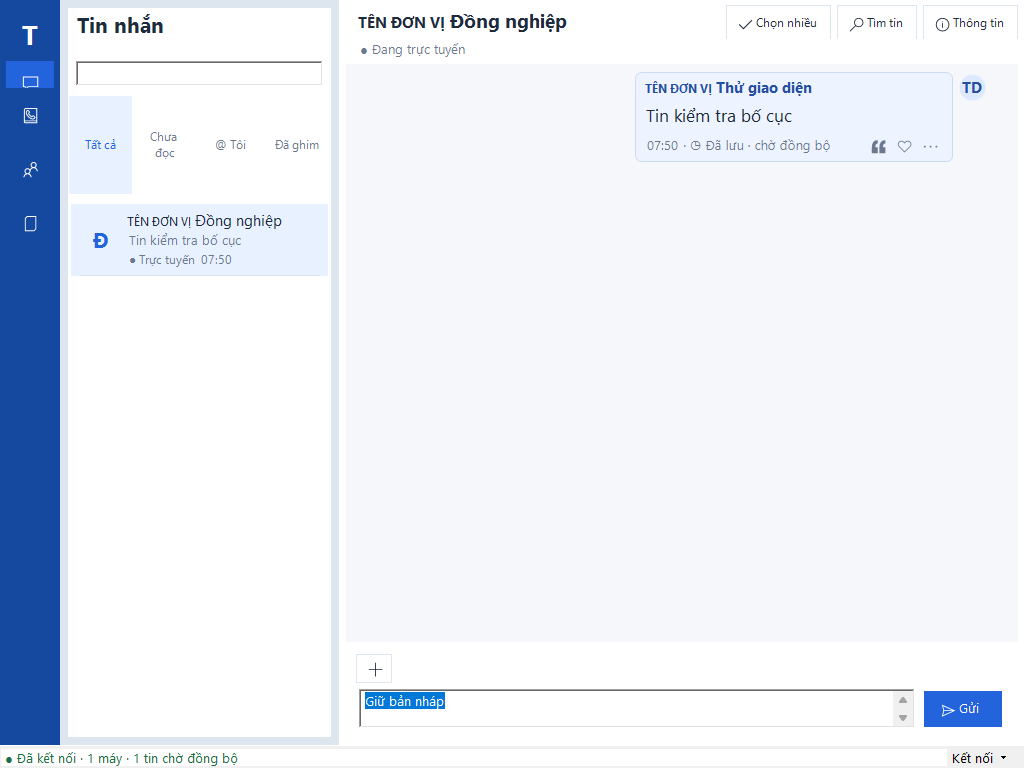 T
Tin nhắn
Tất cả
Chưa đọc
@ Tôi
Đã ghim
Đ
TÊN ĐƠN VỊ Đồng nghiệp
Tin kiểm tra bố cục
● Trực tuyến 07:50
TÊN ĐƠN VỊ Đồng nghiệp
● Đang trực tuyến
Chọn nhiều
Tìm tin
Thông tin
TÊN ĐƠN VỊ Thử giao diện
TD
Tin kiểm tra bố cục
07:50 · Đã lưu · chờ đồng bộ
Giữ bản nháp
Gửi
● Đã kết nối · 1 máy · 1 tin chờ đồng bộ
Kết nối